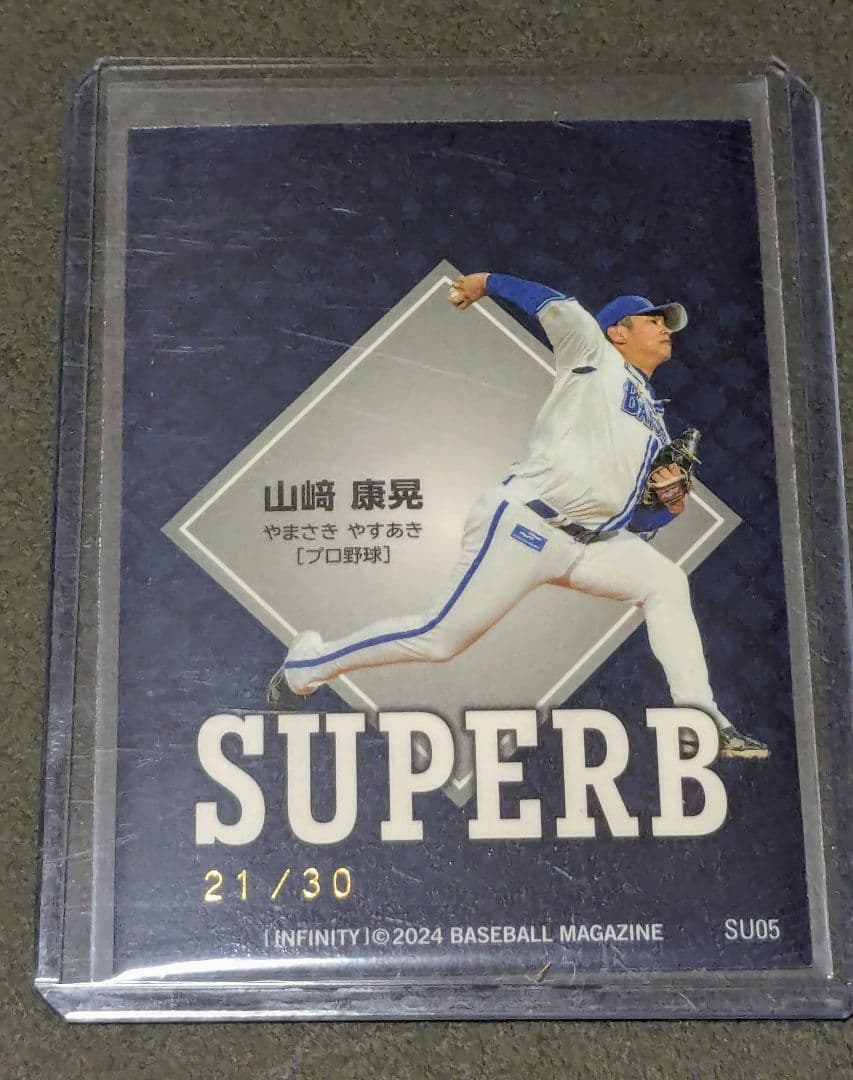 山﨑 康晃
やまさき やすあき
[プロ野球]
SUPERB
21/30
[INFINITY]©2024 BASEBALL MAGAZINE
SU05